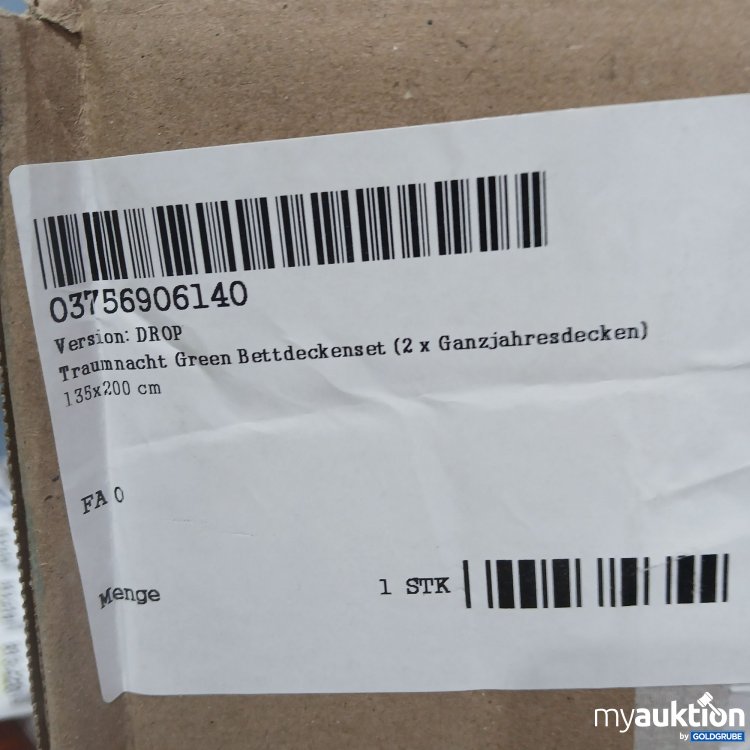 03756906140
Version: DROP
Traumnacht Green Bettdeckenset (2 x Ganzjahresdecken)
135x200 cm
FA 0
Menge 1 STK
myauktion
by GOLDGRUBE